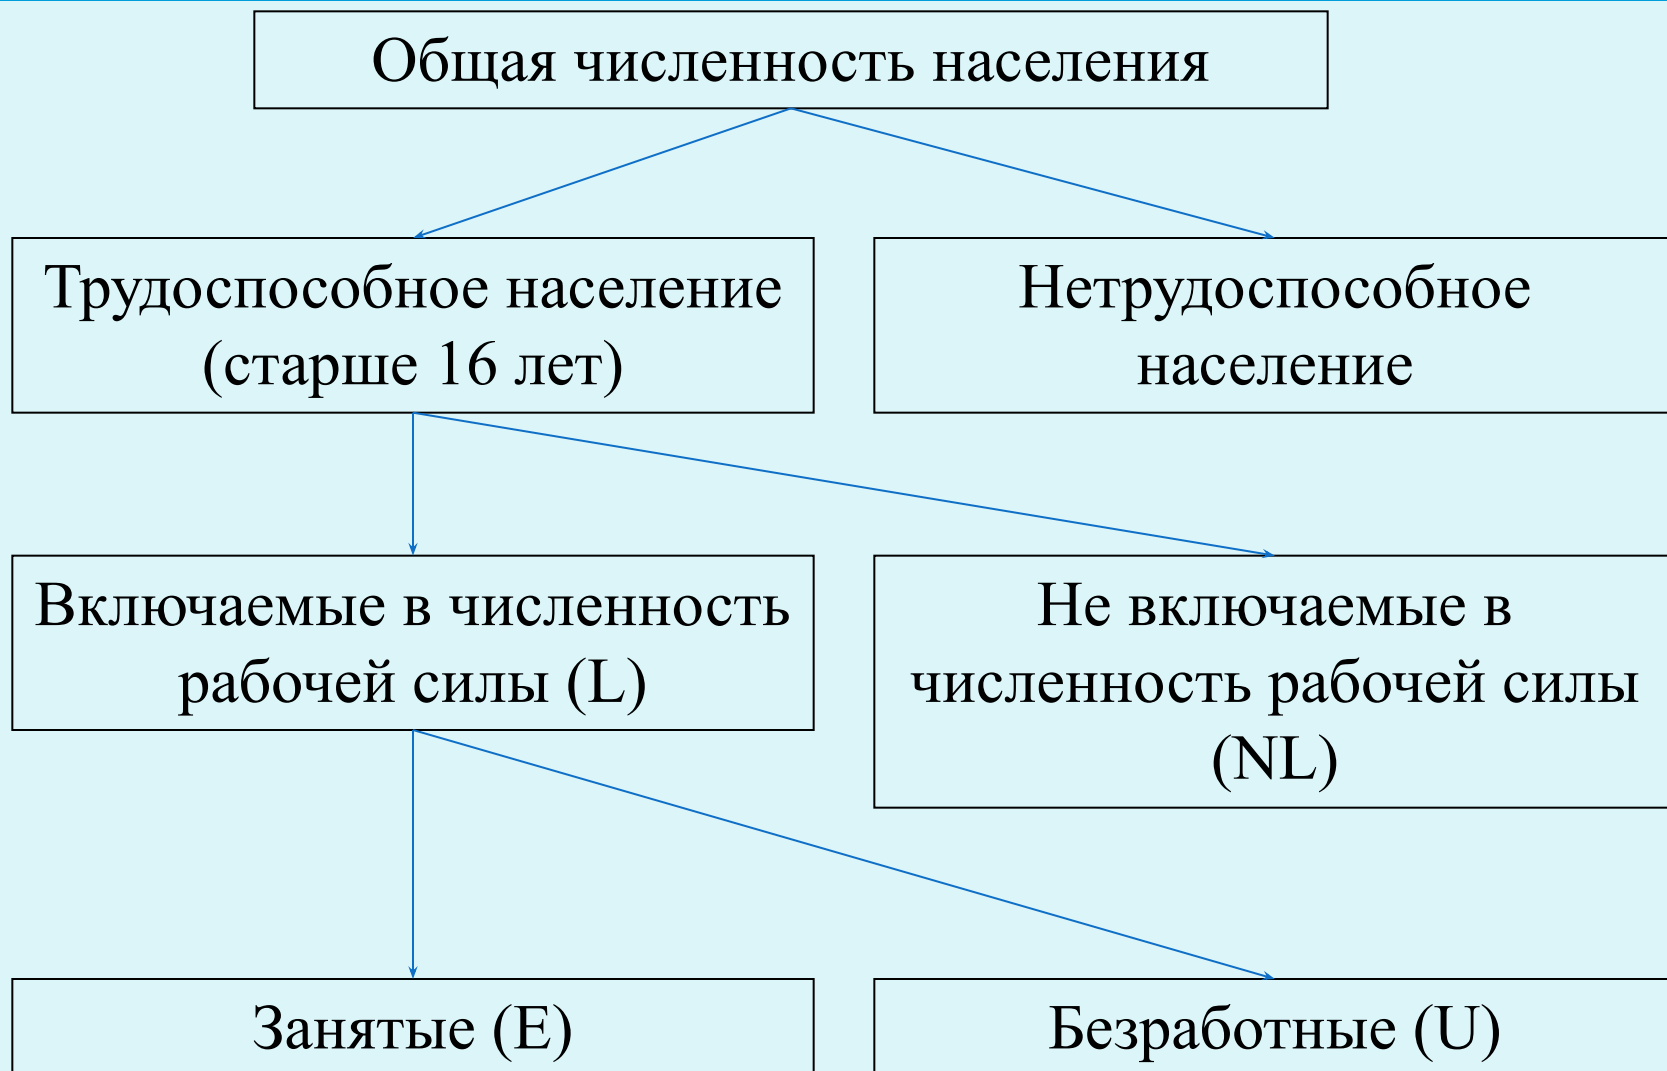 Общая численность населения
Трудоспособное население
(старше 16 лет)
Нетрудоспособное
население
Включаемые в численность
рабочей силы (L)
Не включаемые в
численность рабочей силы
(NL)
Занятые (E)
Безработные (U)